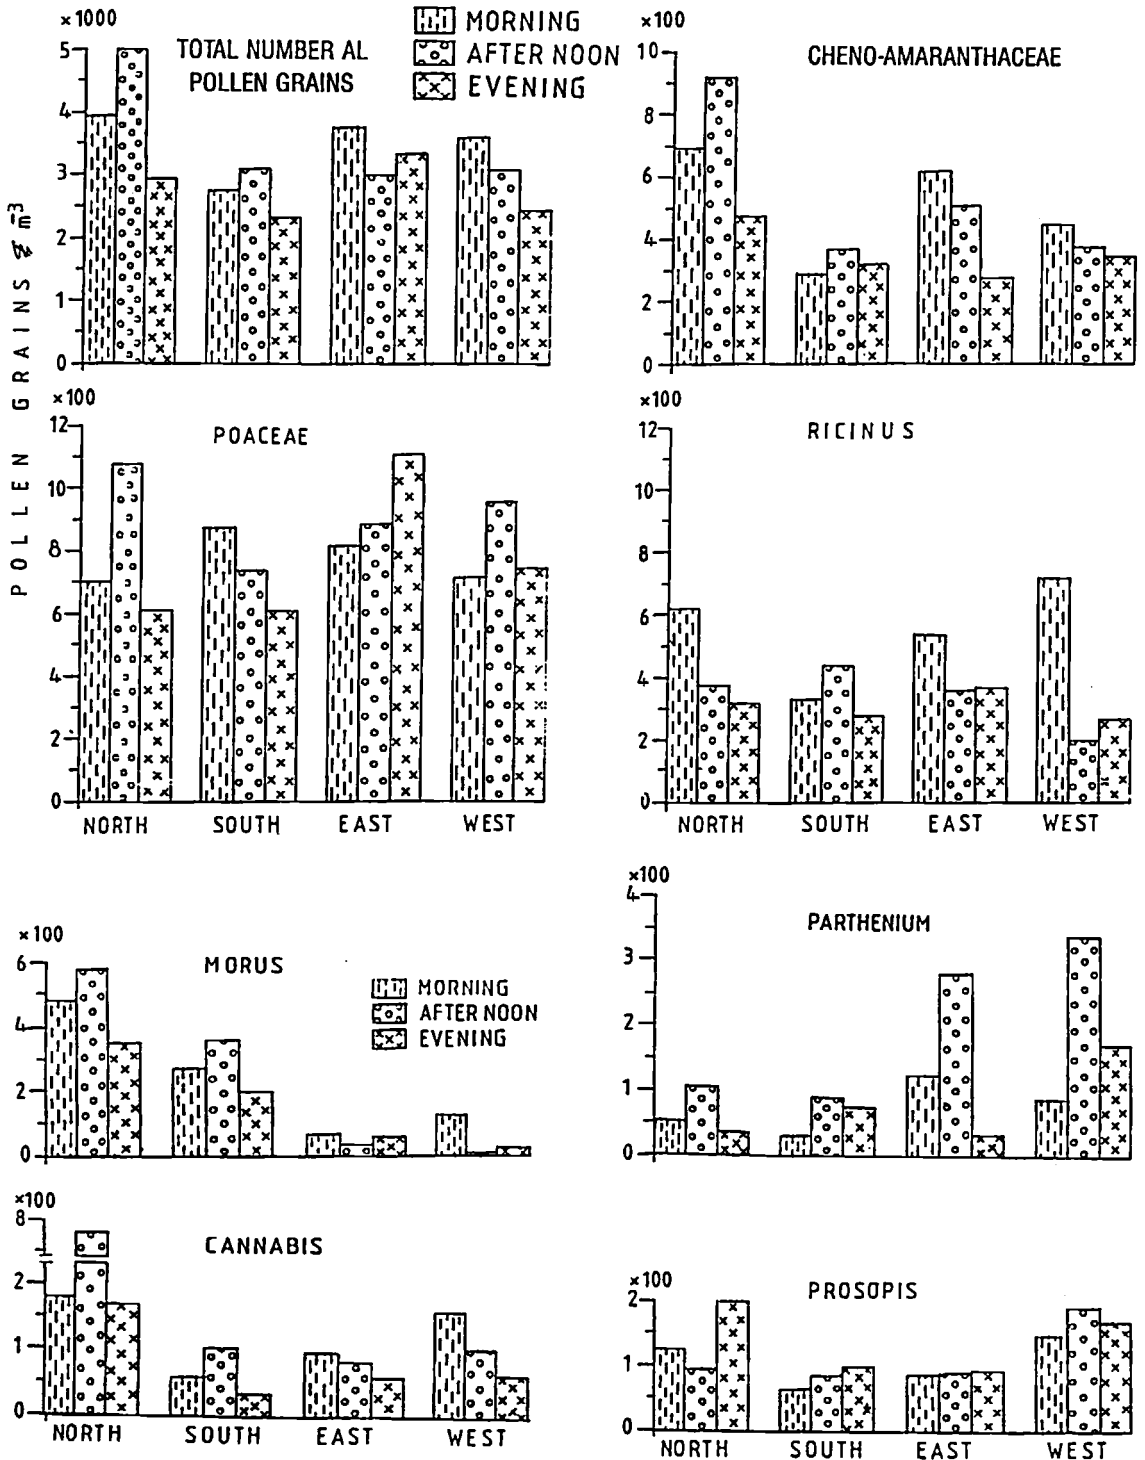 ×1000
TOTAL NUMBER AL
POLLEN GRAINS
MORNING
AFTER NOON
EVENING
5
4
3
2
1
0
×100
CHENO-AMARANTHACEAE
10
8
6
4
2
0
POLLEN GRAINS m̄³
×100
POACEAE
12
10
8
6
4
2
0
NORTH SOUTH EAST WEST
×100
RICINUS
12
10
8
6
4
2
0
NORTH SOUTH EAST WEST
×100
MORUS
MORNING
AFTER NOON
EVENING
6
4
2
0
×100
PARTHENIUM
4
3
2
1
0
×100
CANNABIS
8
2
1
0
NORTH SOUTH EAST WEST
×100
PROSOPIS
2
1
0
NORTH SOUTH EAST WEST